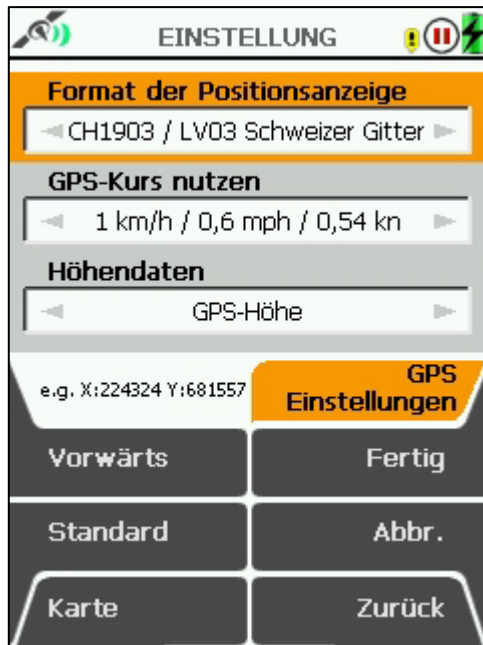 EINSTELLUNG
Format der Positionsanzeige
CH1903 / LV03 Schweizer Gitter
GPS-Kurs nutzen
1 km/h / 0,6 mph / 0,54 kn
Höhendaten
GPS-Höhe
e.g. X:224324 Y:681557
GPS
Einstellungen
Vorwärts
Fertig
Standard
Abbr.
Karte
Zurück